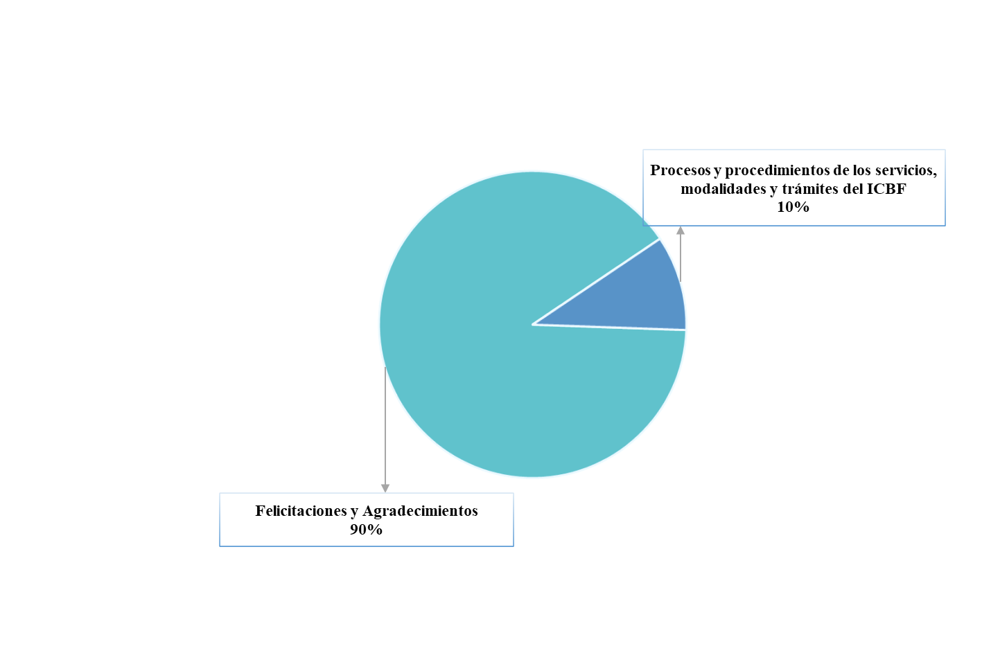 Procesos y procedimientos de los servicios,
modalidades y trámites del ICBF
10%
Felicitaciones y Agradecimientos
90%